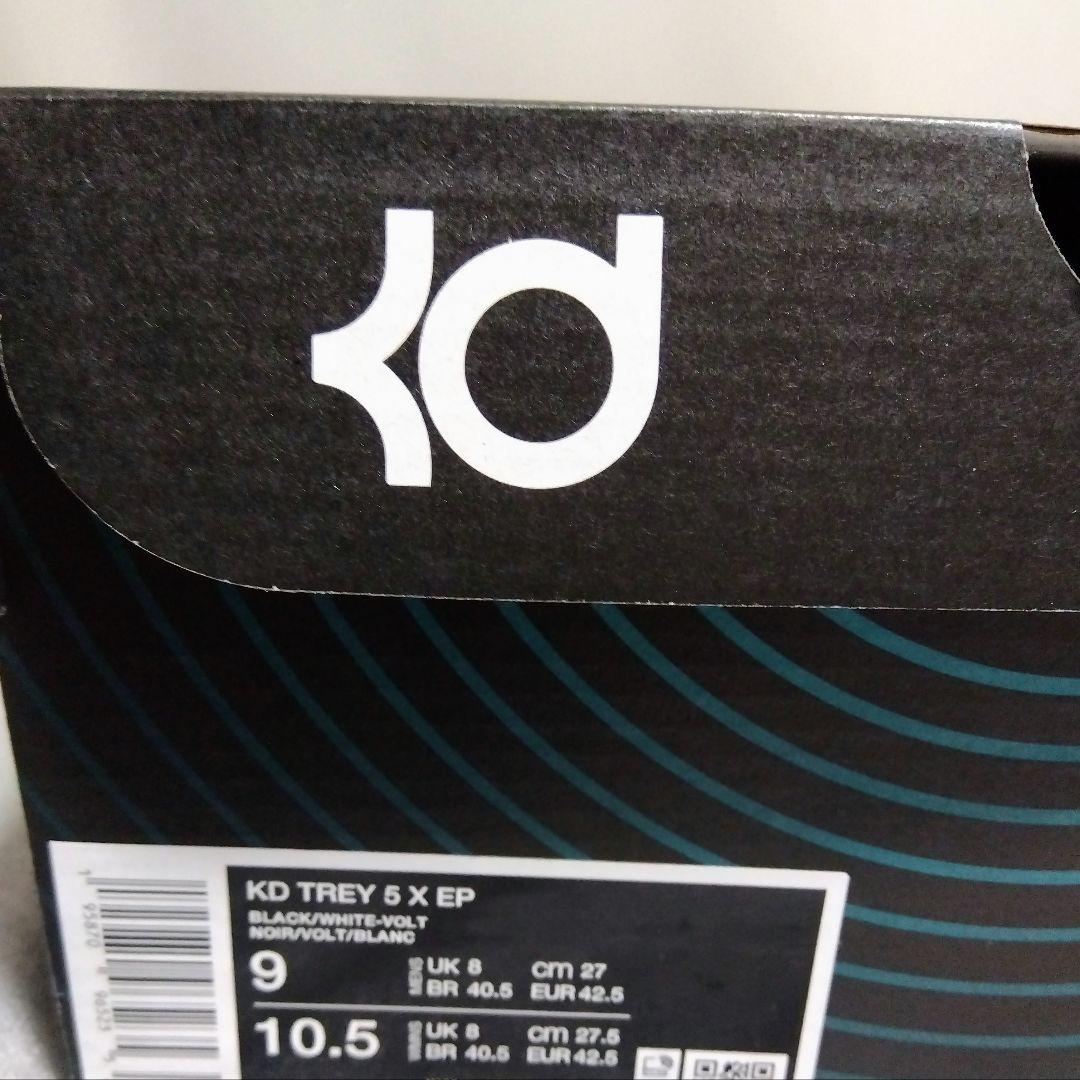 kd
KD TREY 5 X EP
BLACK/WHITE-VOLT
NOIR/VOLT/BLANC
9 MENS UK 8 cm 27
BR 40.5 EUR 42.5
10.5 UK 8 cm 27.5
BR 40.5 EUR 42.5